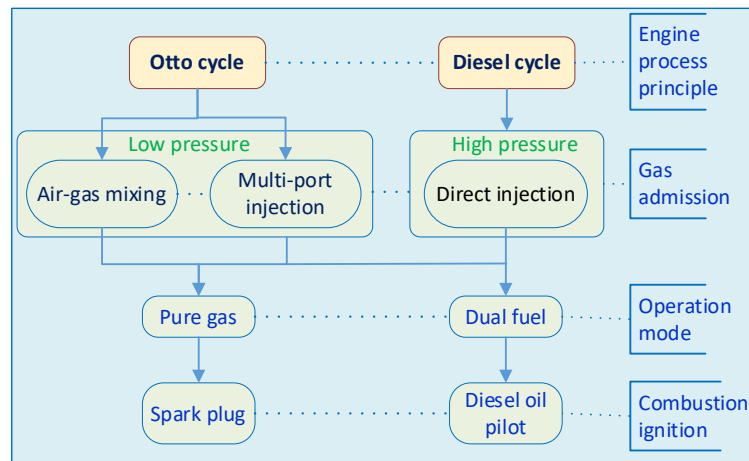 Otto cycle
Diesel cycle
Engine
process
principle
Low pressure
High pressure
Air-gas mixing
Multi-port
injection
Direct injection
Gas
admission
Pure gas
Dual fuel
Operation
mode
Spark plug
Diesel oil
pilot
Combustion
ignition